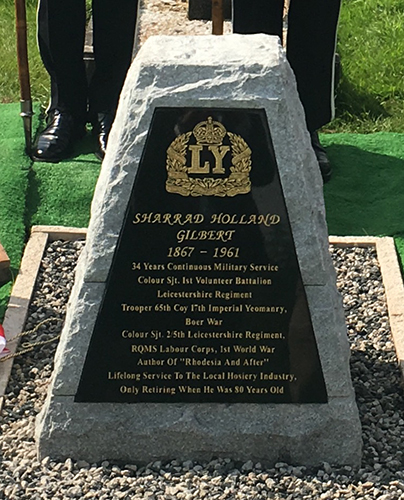 LY
SHARRAD HOLLAND
GILBERT
1867 - 1961
34 Years Continuous Military Service
Colour Sjt. 1st Volunteer Battalion
Leicestershire Regiment
Trooper 65th Coy 17th Imperial Yeomanry,
Boer War
Colour Sjt. 2/5th Leicestershire Regiment,
RQMS Labour Corps, 1st World War
Author Of "Rhodesia And After"
Lifelong Service To The Local Hosiery Industry,
Only Retiring When He Was 80 Years Old